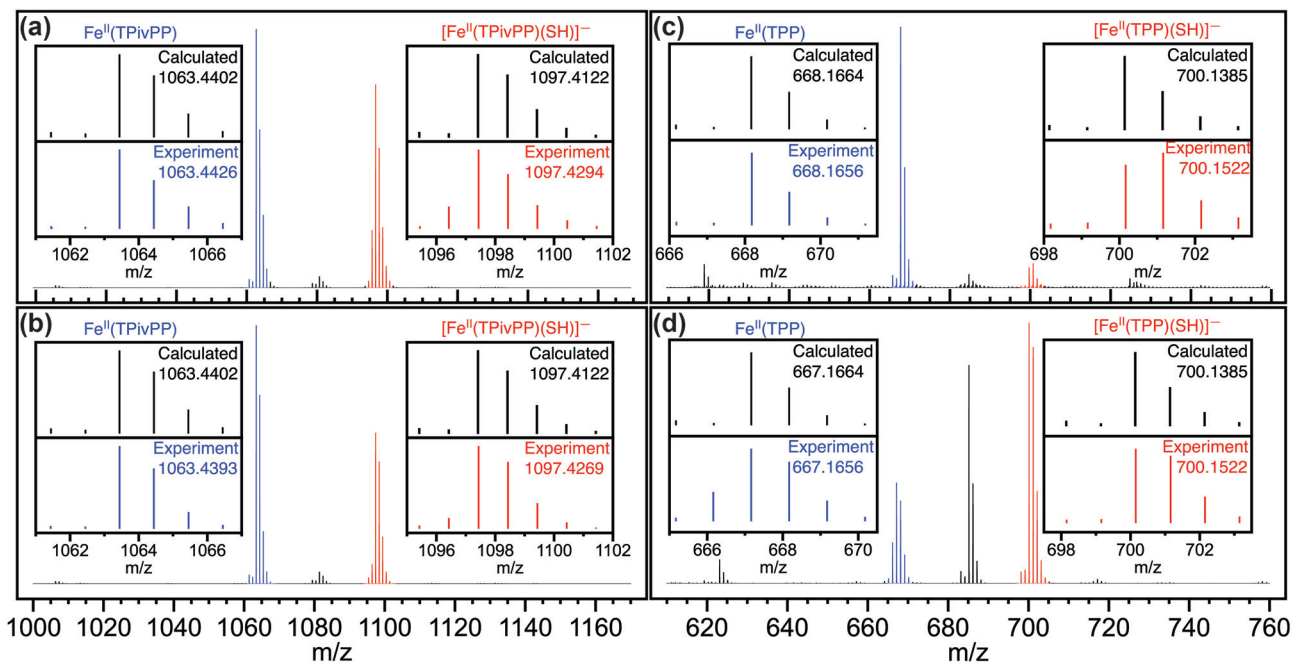 (a)
Fe^II(TPivPP)
Calculated
1063.4402
Experiment
1063.4426
1062 1064 1066
m/z
[Fe^II(TPivPP)(SH)]^—
Calculated
1097.4122
Experiment
1097.4294
1096 1098 1100 1102
m/z
(c)
Fe^II(TPP)
Calculated
668.1664
Experiment
668.1656
666 668 670
m/z
[Fe^II(TPP)(SH)]^—
Calculated
700.1385
Experiment
700.1522
698 700 702
m/z
(b)
Fe^II(TPivPP)
Calculated
1063.4402
Experiment
1063.4393
1062 1064 1066
m/z
[Fe^II(TPivPP)(SH)]^—
Calculated
1097.4122
Experiment
1097.4269
1096 1098 1100 1102
m/z
(d)
Fe^II(TPP)
Calculated
667.1664
Experiment
667.1656
666 668 670
m/z
[Fe^II(TPP)(SH)]^—
Calculated
700.1385
Experiment
700.1522
698 700 702
m/z
1000 1020 1040 1060 1080 1100 1120 1140 1160
m/z
620 640 660 680 700 720 740 760
m/z